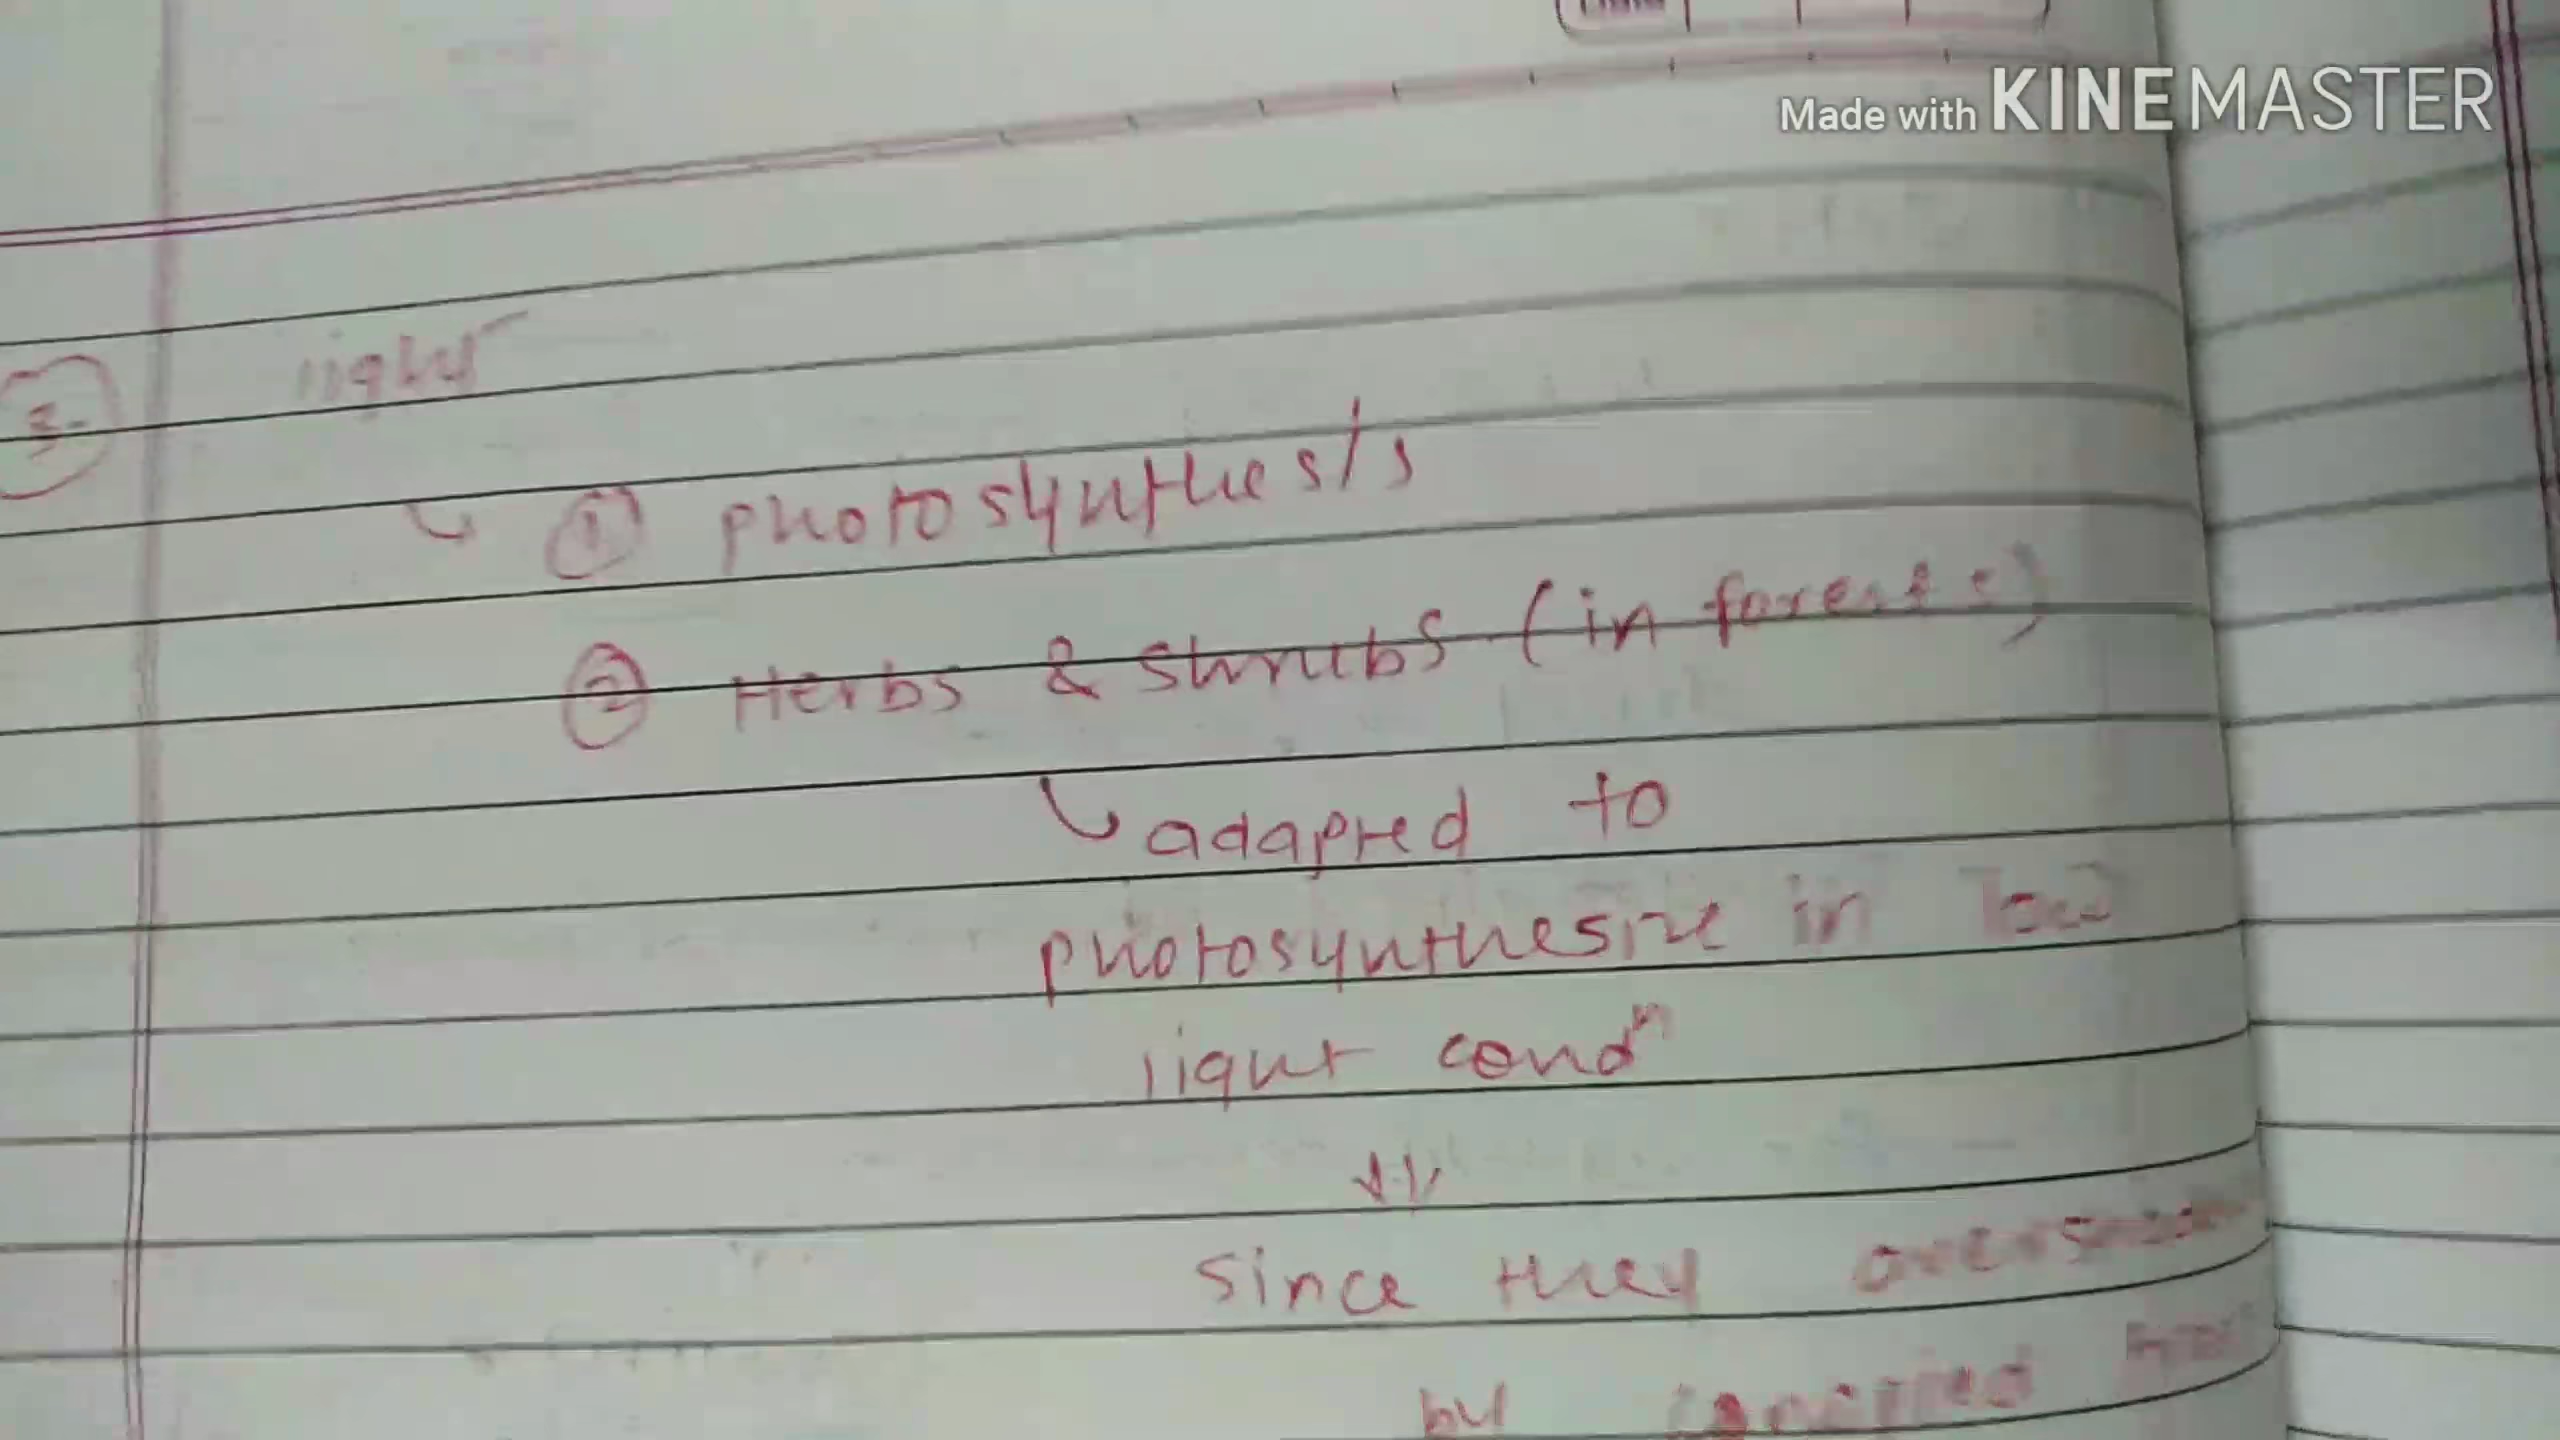 Made with KINEMASTER
3. light
① photosynthesis
② Herbs & shrubs (in forests)
adapted to
photosynthesize in low
light condⁿ
since they
by canopied